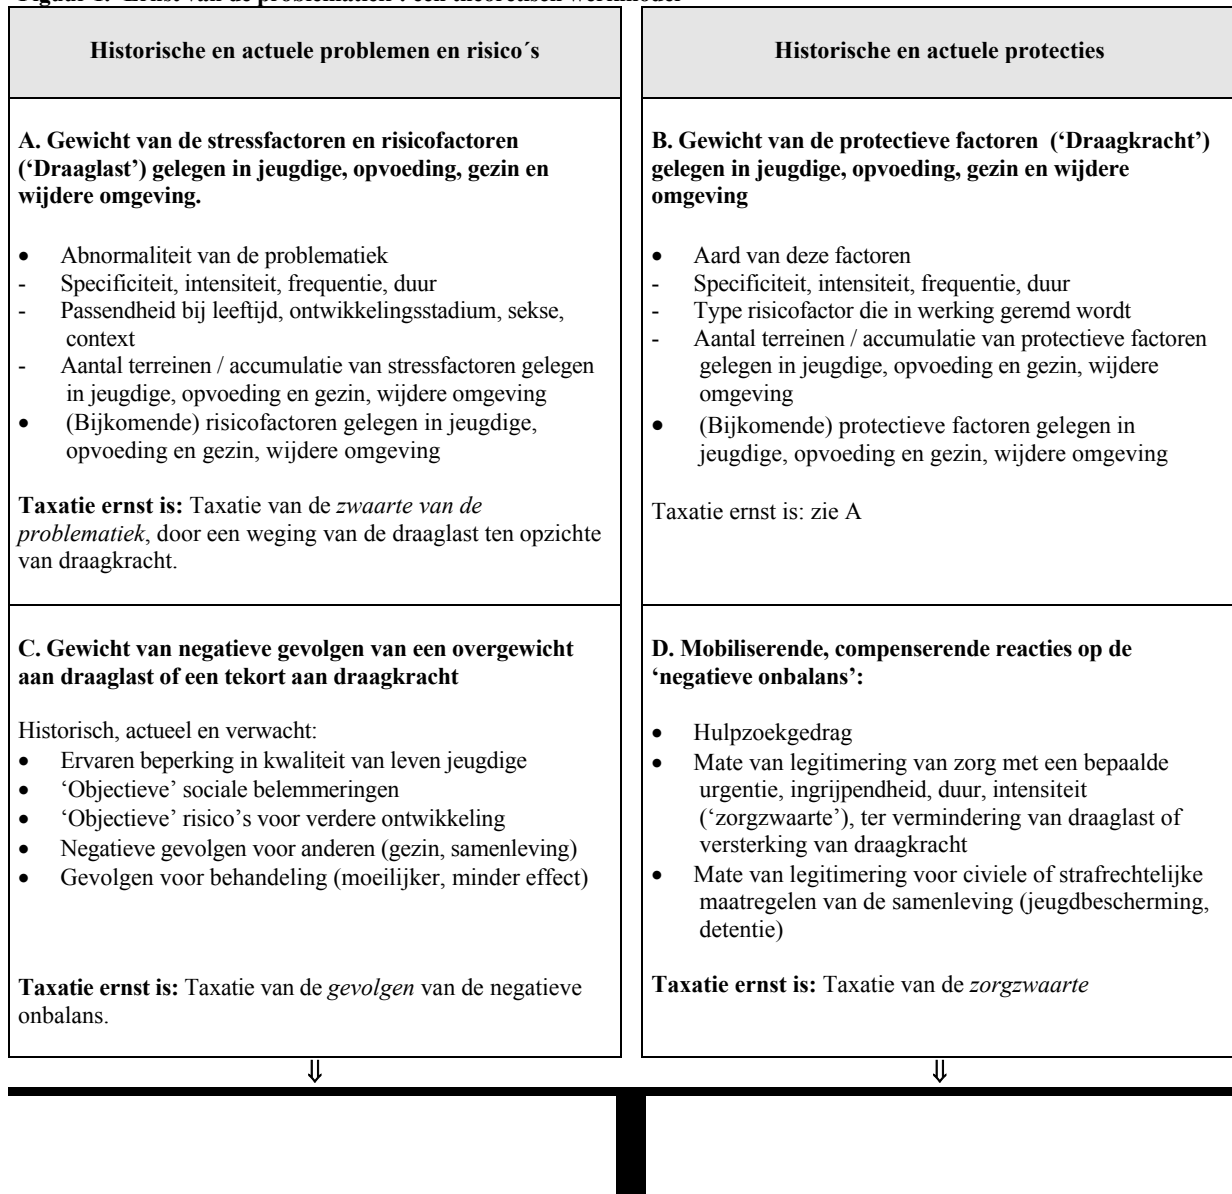 Figuur 1. Ernst van de problematiek : een theoretisch werkmodel
Historische en actuele problemen en risico´s
A. Gewicht van de stressfactoren en risicofactoren
(‘Draaglast’) gelegen in jeugdige, opvoeding, gezin en
wijdere omgeving.
• Abnormaliteit van de problematiek
- Specificiteit, intensiteit, frequentie, duur
- Passendheid bij leeftijd, ontwikkelingsstadium, sekse,
context
- Aantal terreinen / accumulatie van stressfactoren gelegen
in jeugdige, opvoeding en gezin, wijdere omgeving
• (Bijkomende) risicofactoren gelegen in jeugdige,
opvoeding en gezin, wijdere omgeving
Taxatie ernst is: Taxatie van de zwaarte van de
problematiek, door een weging van de draaglast ten opzichte
van draagkracht.
Historische en actuele protecties
B. Gewicht van de protectieve factoren (‘Draagkracht’)
gelegen in jeugdige, opvoeding, gezin en wijdere
omgeving
• Aard van deze factoren
- Specificiteit, intensiteit, frequentie, duur
- Type risicofactor die in werking geremd wordt
- Aantal terreinen / accumulatie van protectieve factoren
gelegen in jeugdige, opvoeding en gezin, wijdere
omgeving
• (Bijkomende) protectieve factoren gelegen in
jeugdige, opvoeding en gezin, wijdere omgeving
Taxatie ernst is: zie A
C. Gewicht van negatieve gevolgen van een overgewicht
aan draaglast of een tekort aan draagkracht
Historisch, actueel en verwacht:
• Ervaren beperking in kwaliteit van leven jeugdige
• ‘Objectieve’ sociale belemmeringen
• ‘Objectieve’ risico’s voor verdere ontwikkeling
• Negatieve gevolgen voor anderen (gezin, samenleving)
• Gevolgen voor behandeling (moeilijker, minder effect)
Taxatie ernst is: Taxatie van de gevolgen van de negatieve
onbalans.
D. Mobiliserende, compenserende reacties op de
‘negatieve onbalans’:
• Hulpzoekgedrag
• Mate van legitimering van zorg met een bepaalde
urgentie, ingrijpendheid, duur, intensiteit
(‘zorgzwaarte’), ter vermindering van draaglast of
versterking van draagkracht
• Mate van legitimering voor civiele of strafrechtelijke
maatregelen van de samenleving (jeugdbescherming,
detentie)
Taxatie ernst is: Taxatie van de zorgzwaarte
⇓ ⇓